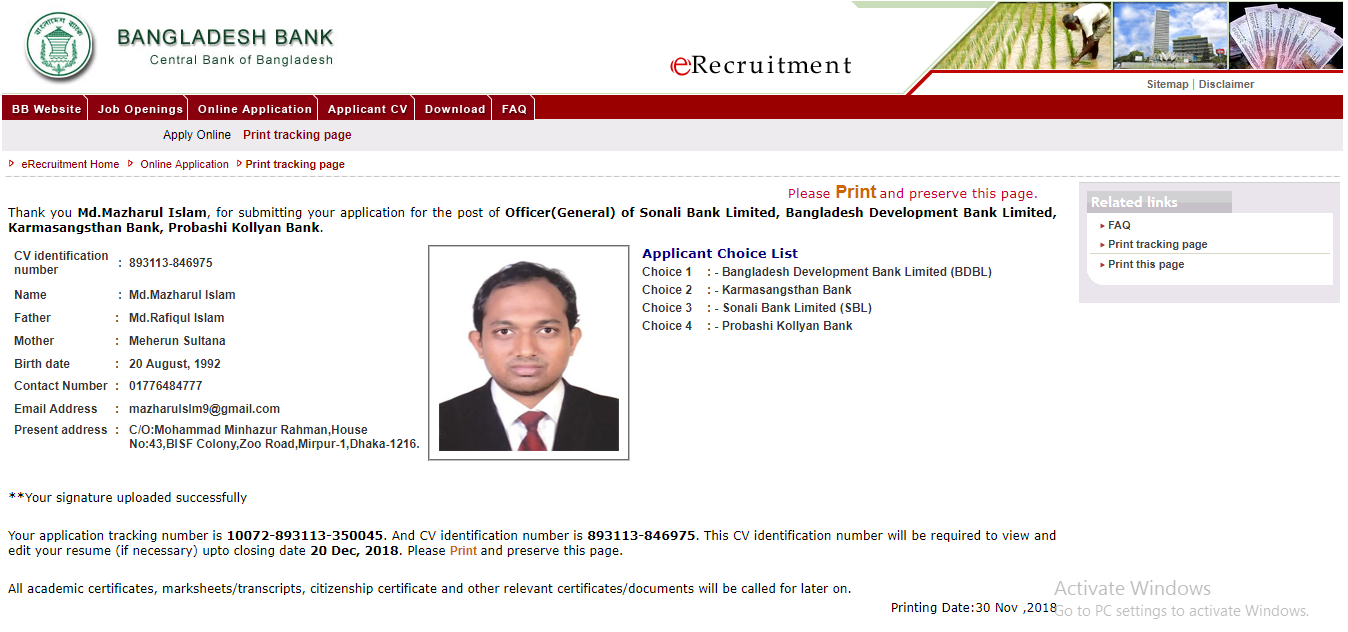 BANGLADESH BANK
Central Bank of Bangladesh
eRecruitment
Sitemap | Disclaimer
BB Website Job Openings Online Application Applicant CV Download FAQ
Apply Online Print tracking page
eRecruitment Home Online Application Print tracking page
Please Print and preserve this page.
Thank you Md.Mazharul Islam, for submitting your application for the post of Officer(General) of Sonali Bank Limited, Bangladesh Development Bank Limited,
Karmasangsthan Bank, Probashi Kollyan Bank.
CV identification
number : 893113-846975
Name : Md.Mazharul Islam
Father : Md.Rafiqul Islam
Mother : Meherun Sultana
Birth date : 20 August, 1992
Contact Number : 01776484777
Email Address : mazharulslm9@gmail.com
Present address : C/O:Mohammad Minhazur Rahman,House
No:43,BISF Colony,Zoo Road,Mirpur-1,Dhaka-1216.
Applicant Choice List
Choice 1 : - Bangladesh Development Bank Limited (BDBL)
Choice 2 : - Karmasangsthan Bank
Choice 3 : - Sonali Bank Limited (SBL)
Choice 4 : - Probashi Kollyan Bank
Related links
FAQ
Print tracking page
Print this page
**Your signature uploaded successfully
Your application tracking number is 10072-893113-350045. And CV identification number is 893113-846975. This CV identification number will be required to view and
edit your resume (if necessary) upto closing date 20 Dec, 2018. Please Print and preserve this page.
All academic certificates, marksheets/transcripts, citizenship certificate and other relevant certificates/documents will be called for later on.
Printing Date:30 Nov ,2018
Activate Windows
Go to PC settings to activate Windows.